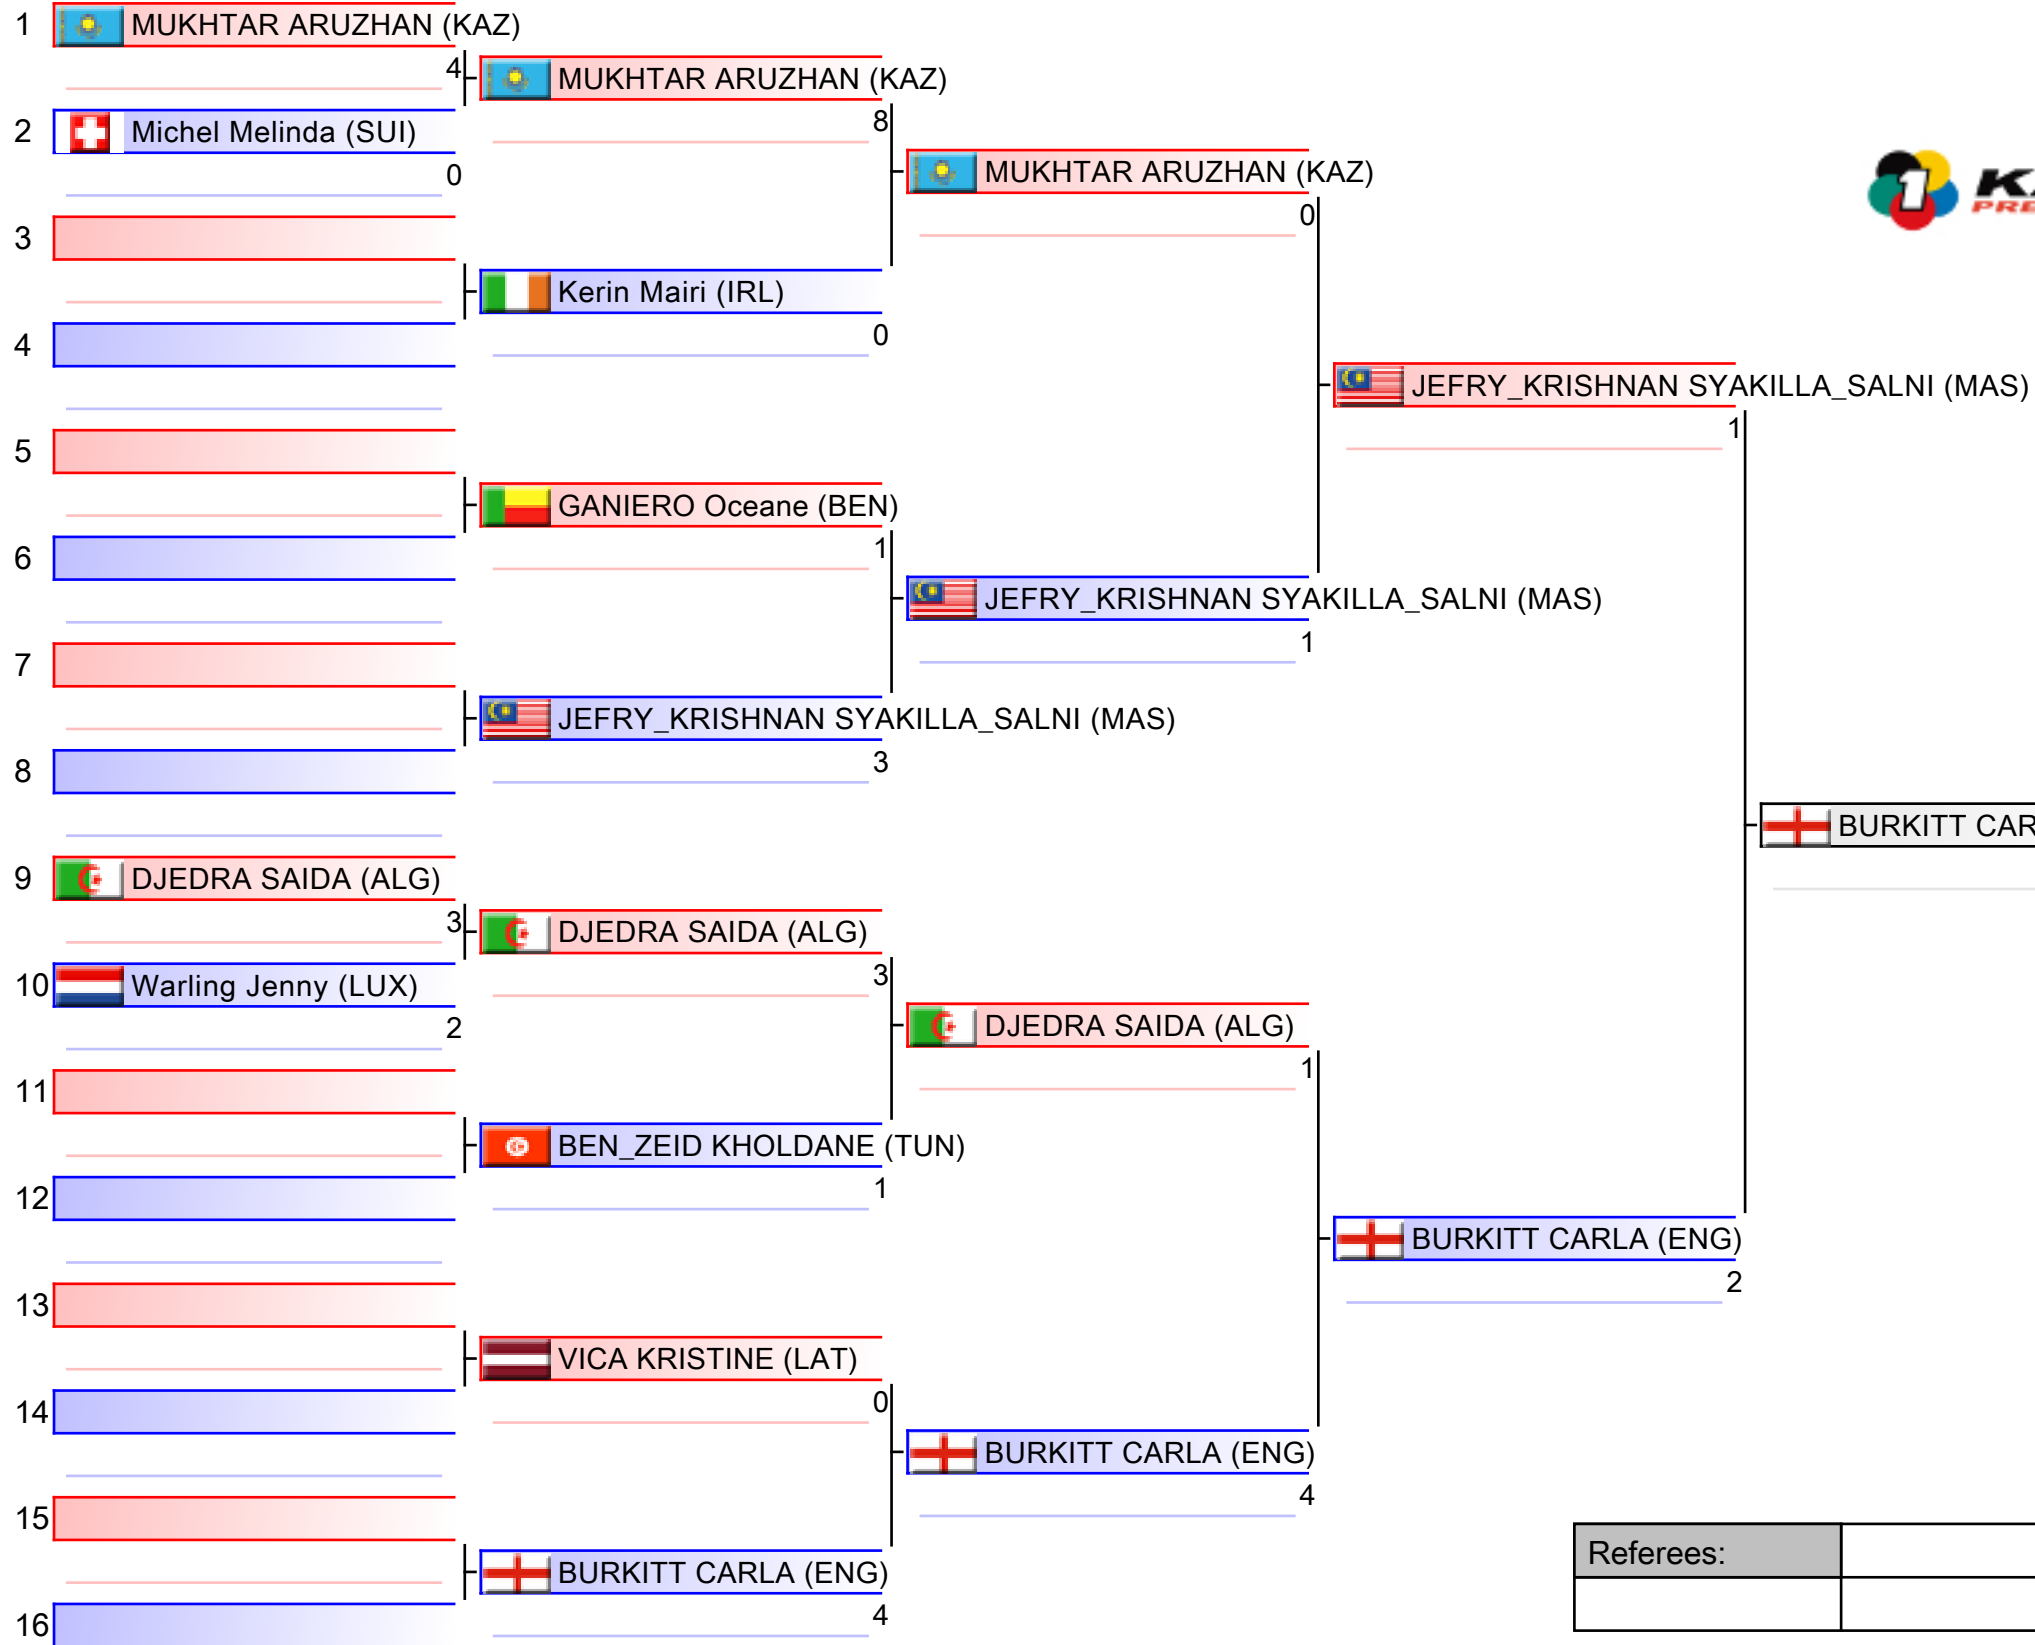 1 MUKHTAR ARUZHAN (KAZ)
4 MUKHTAR ARUZHAN (KAZ)
8
2 Michel Melinda (SUI)
0
MUKHTAR ARUZHAN (KAZ)
0
1
3
Kerin Mairi (IRL)
0
4
JEFRY_KRISHNAN SYAKILLA_SALNI (MAS)
1
5
GANIERO Oceane (BEN)
1
6
JEFRY_KRISHNAN SYAKILLA_SALNI (MAS)
1
7
JEFRY_KRISHNAN SYAKILLA_SALNI (MAS)
3
8
BURKITT
9 DJEDRA SAIDA (ALG)
3 DJEDRA SAIDA (ALG)
3
10 Warling Jenny (LUX)
2
DJEDRA SAIDA (ALG)
1
11
BEN_ZEID KHOLDANE (TUN)
1
12
BURKITT CARLA (ENG)
2
13
VICA KRISTINE (LAT)
0
14
BURKITT CARLA (ENG)
4
15
Referees:
BURKITT CARLA (ENG)
4
16